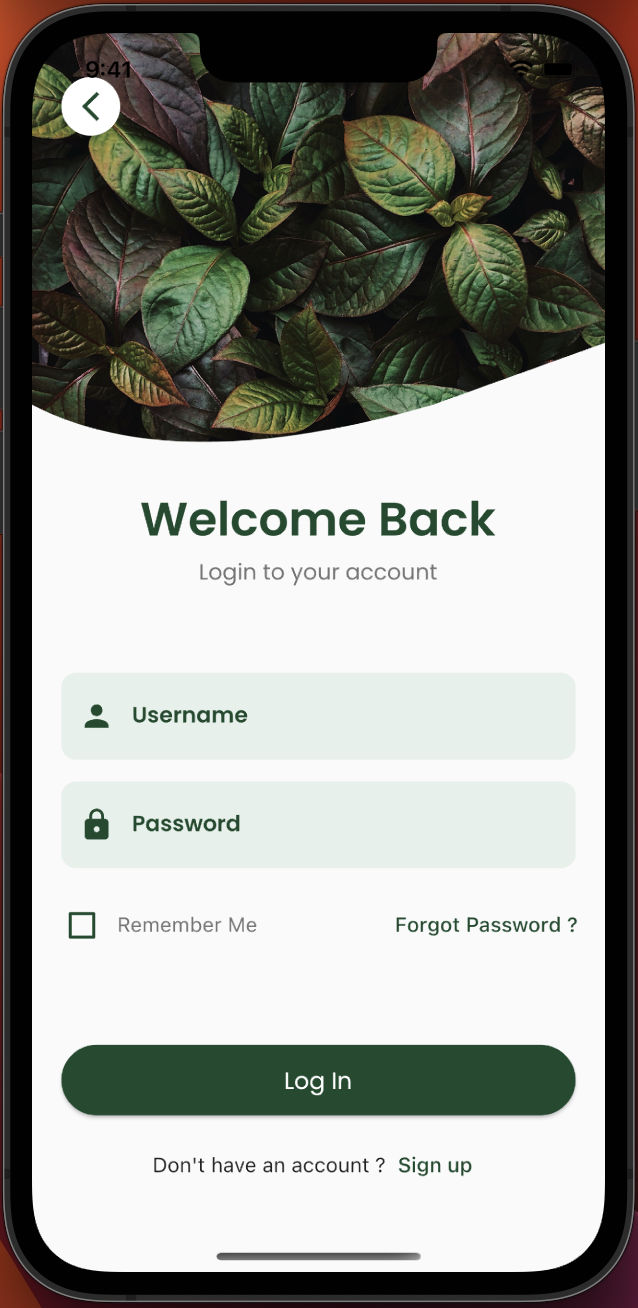 9:41
Welcome Back
Login to your account
Username
Password
Remember Me Forgot Password ?
Log In
Don't have an account ? Sign up